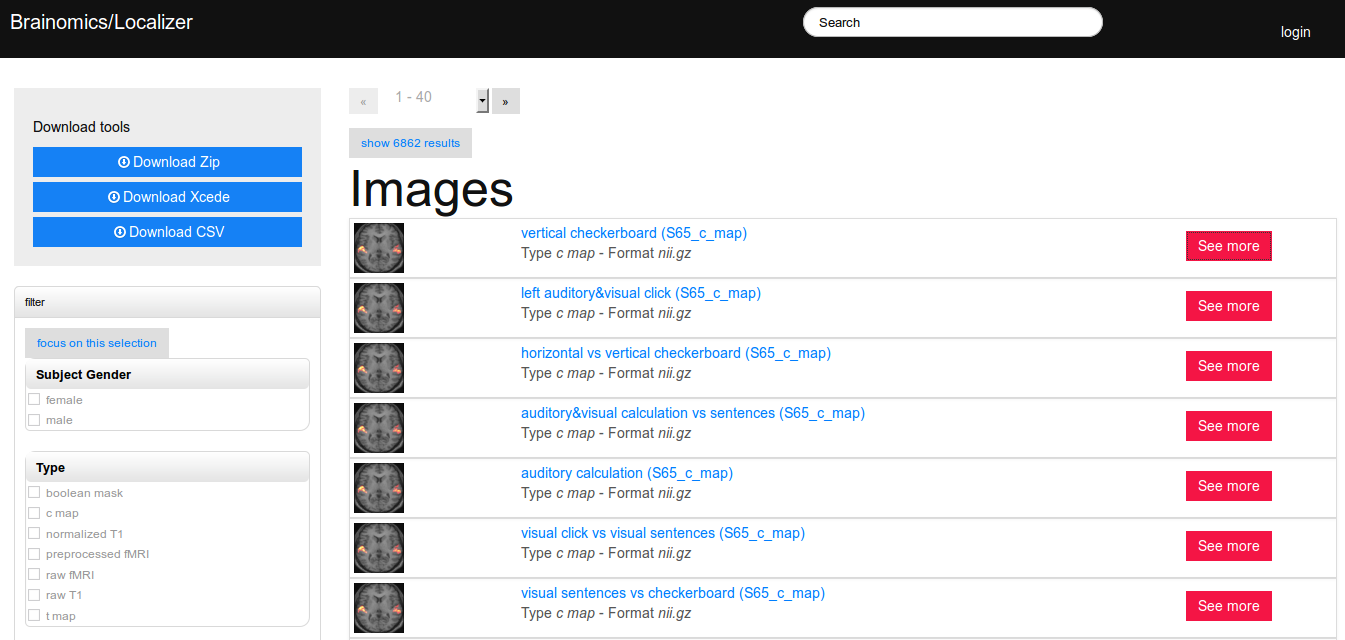 Brainomics/Localizer
Search
login
Download tools
Download Zip
Download Xcede
Download CSV
filter
focus on this selection
Subject Gender
female
male
Type
boolean mask
c map
normalized T1
preprocessed fMRI
raw fMRI
raw T1
t map
« 1 - 40 »
show 6862 results
Images
vertical checkerboard (S65_c_map)
Type c map - Format nii.gz
See more
left auditory&visual click (S65_c_map)
Type c map - Format nii.gz
See more
horizontal vs vertical checkerboard (S65_c_map)
Type c map - Format nii.gz
See more
auditory&visual calculation vs sentences (S65_c_map)
Type c map - Format nii.gz
See more
auditory calculation (S65_c_map)
Type c map - Format nii.gz
See more
visual click vs visual sentences (S65_c_map)
Type c map - Format nii.gz
See more
visual sentences vs checkerboard (S65_c_map)
Type c map - Format nii.gz
See more